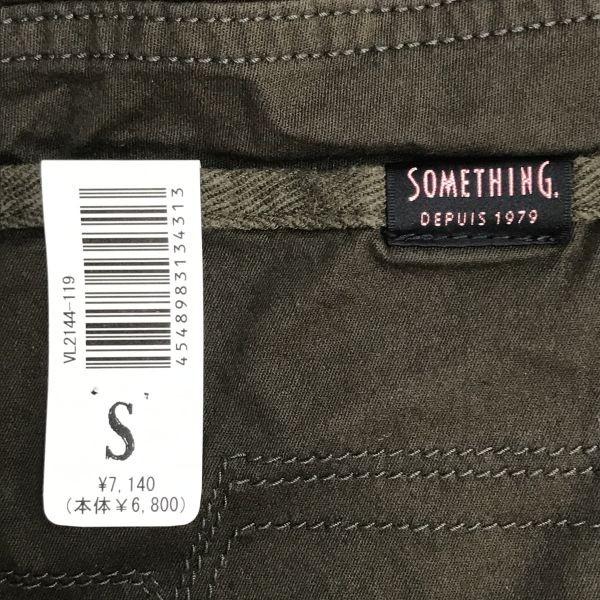 SOMETHING.
DEPUIS 1979
VL2144-119
4548983134313
S
¥7,140
(本体¥6,800)